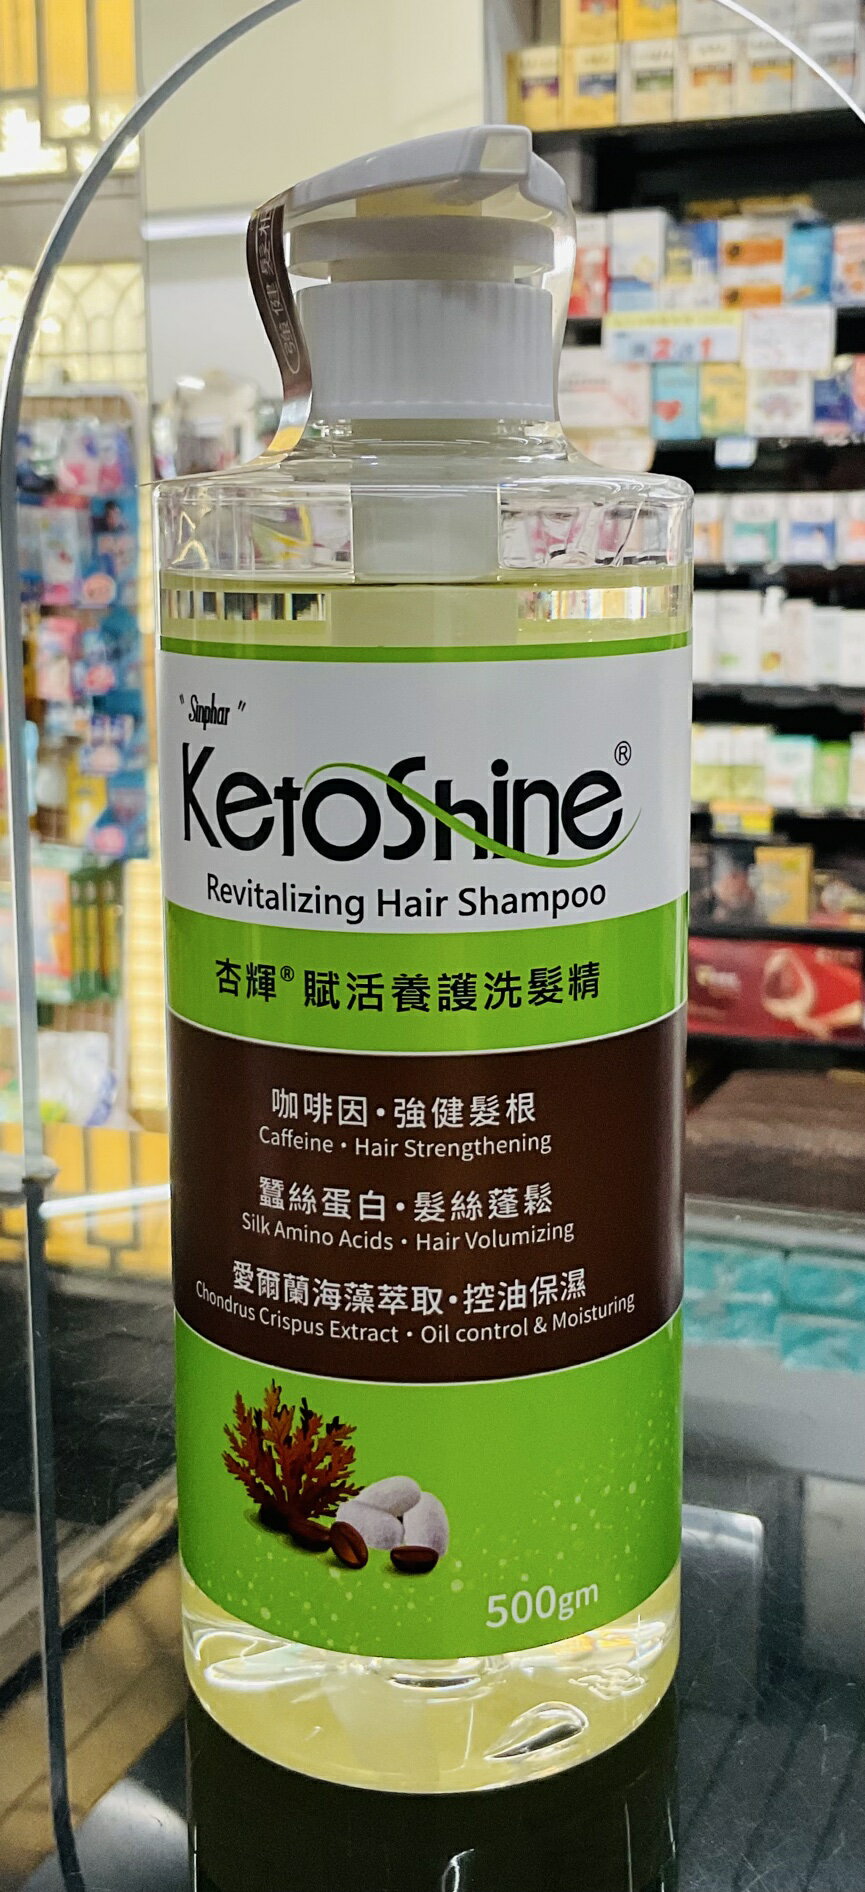 " Sinphar "
KetoShine®
Revitalizing Hair Shampoo
杏輝®賦活養護洗髮精
咖啡因•強健髮根
Caffeine • Hair Strengthening
蠶絲蛋白•髮絲蓬鬆
Silk Amino Acids • Hair Volumizing
愛爾蘭海藻萃取•控油保濕
Chondrus Crispus Extract • Oil control & Moisturing
500gm